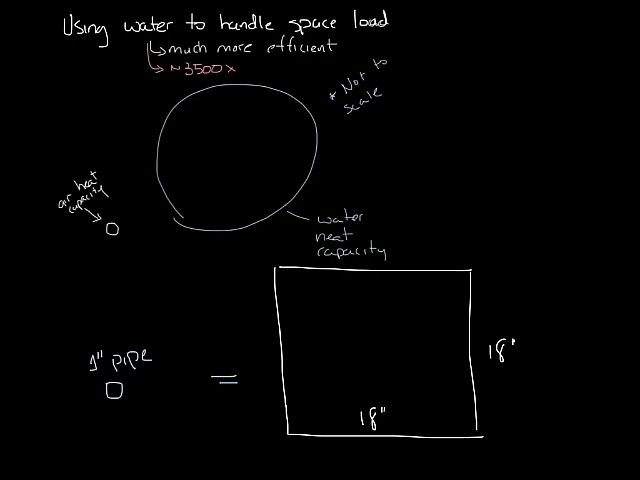 Using water to handle space load
much more efficient
~3500x
* Not to
scale
air heat
capacity
water
heat
capacity
1" pipe
=
18"
18"